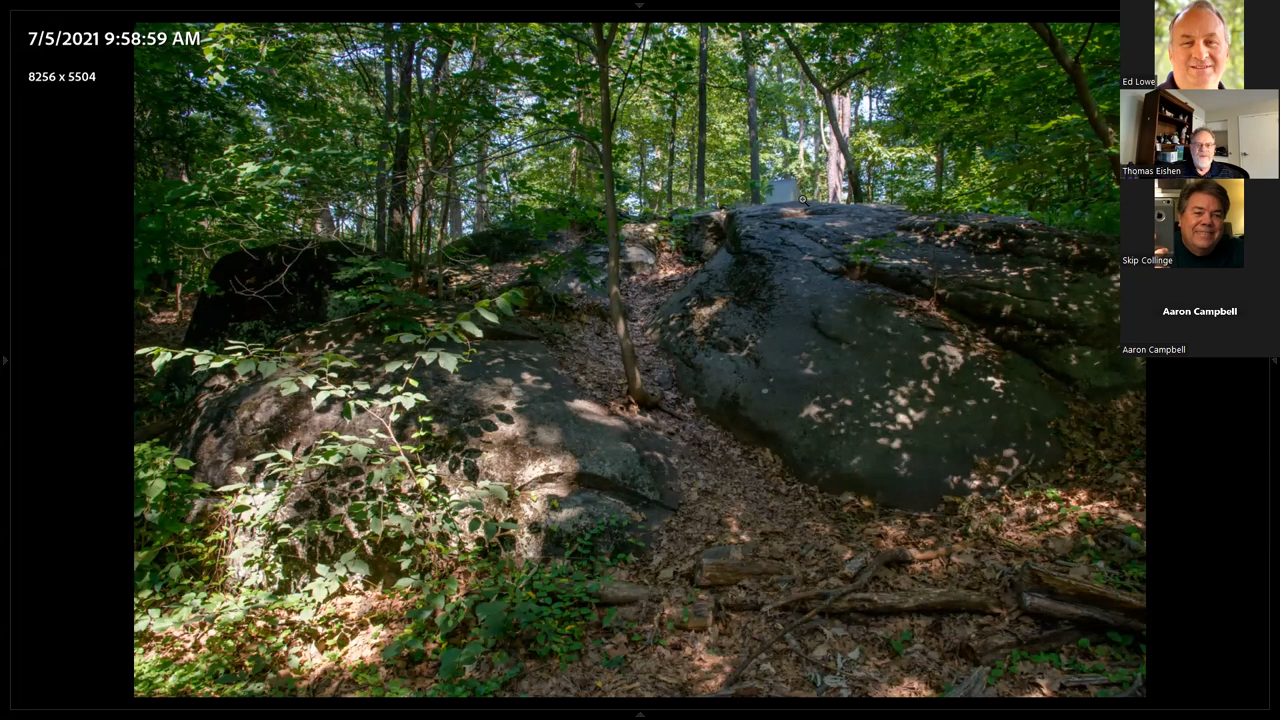 7/5/2021 9:58:59 AM
8256 x 5504
Ed Lowe
Thomas Eishen
Skip Collinge
Aaron Campbell
Aaron Campbell